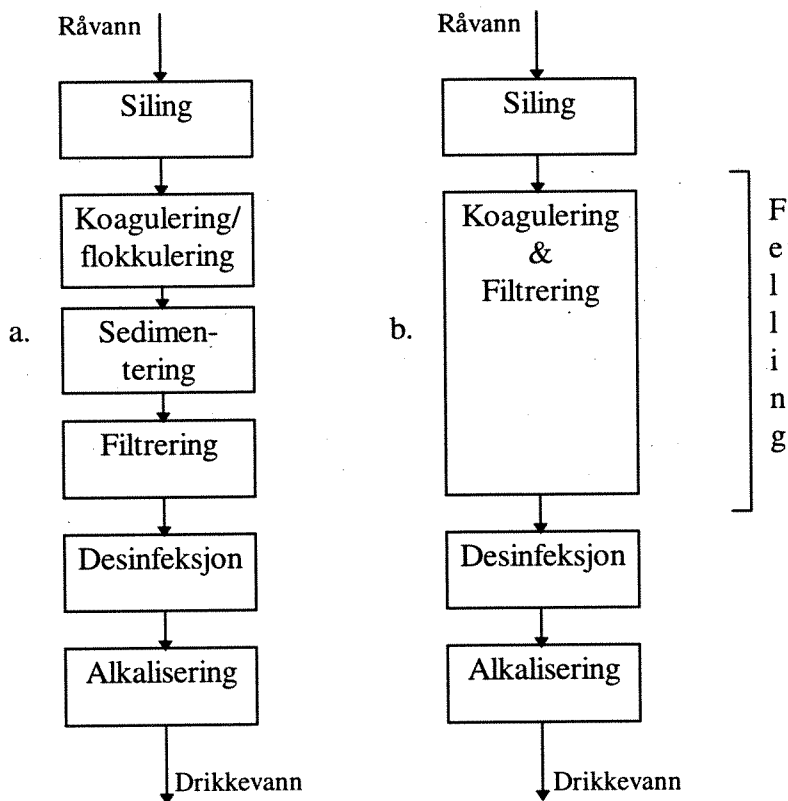 Råvann
Siling
Koagulering/
flokkulering
a.
Sedimen-
tering
Filtrering
Desinfeksjon
Alkalisering
Drikkevann
Råvann
Siling
Koagulering
&
Filtrering
b.
Desinfeksjon
Alkalisering
Drikkevann
F
e
l
l
i
n
g